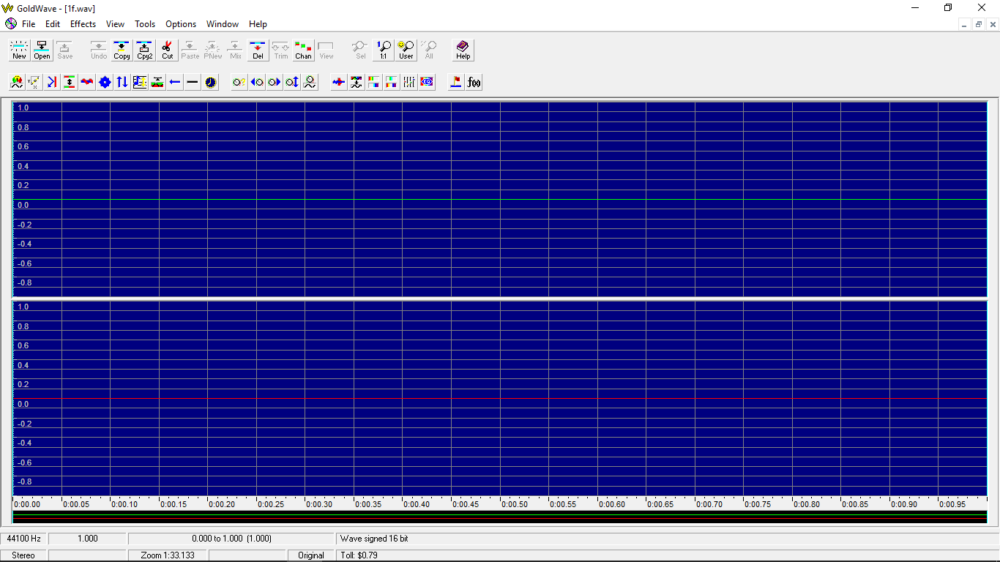 GoldWave - [1f.wav]
File Edit Effects View Tools Options Window Help
New Open Save Undo Copy Cpy2 Cut Paste PNew Mix Del Trim Chan View Sel 1:1 User All Help
f(x)
1.0
0.8
0.6
0.4
0.2
0.0
-0.2
-0.4
-0.6
-0.8
1.0
0.8
0.6
0.4
0.2
0.0
-0.2
-0.4
-0.6
-0.8
0:00.00 0:00.05 0:00.10 0:00.15 0:00.20 0:00.25 0:00.30 0:00.35 0:00.40 0:00.45 0:00.50 0:00.55 0:00.60 0:00.65 0:00.70 0:00.75 0:00.80 0:00.85 0:00.90 0:00.95
44100 Hz 1.000 0.000 to 1.000 (1.000) Wave signed 16 bit
Stereo Zoom 1:33.133 Original Toll: $0.79